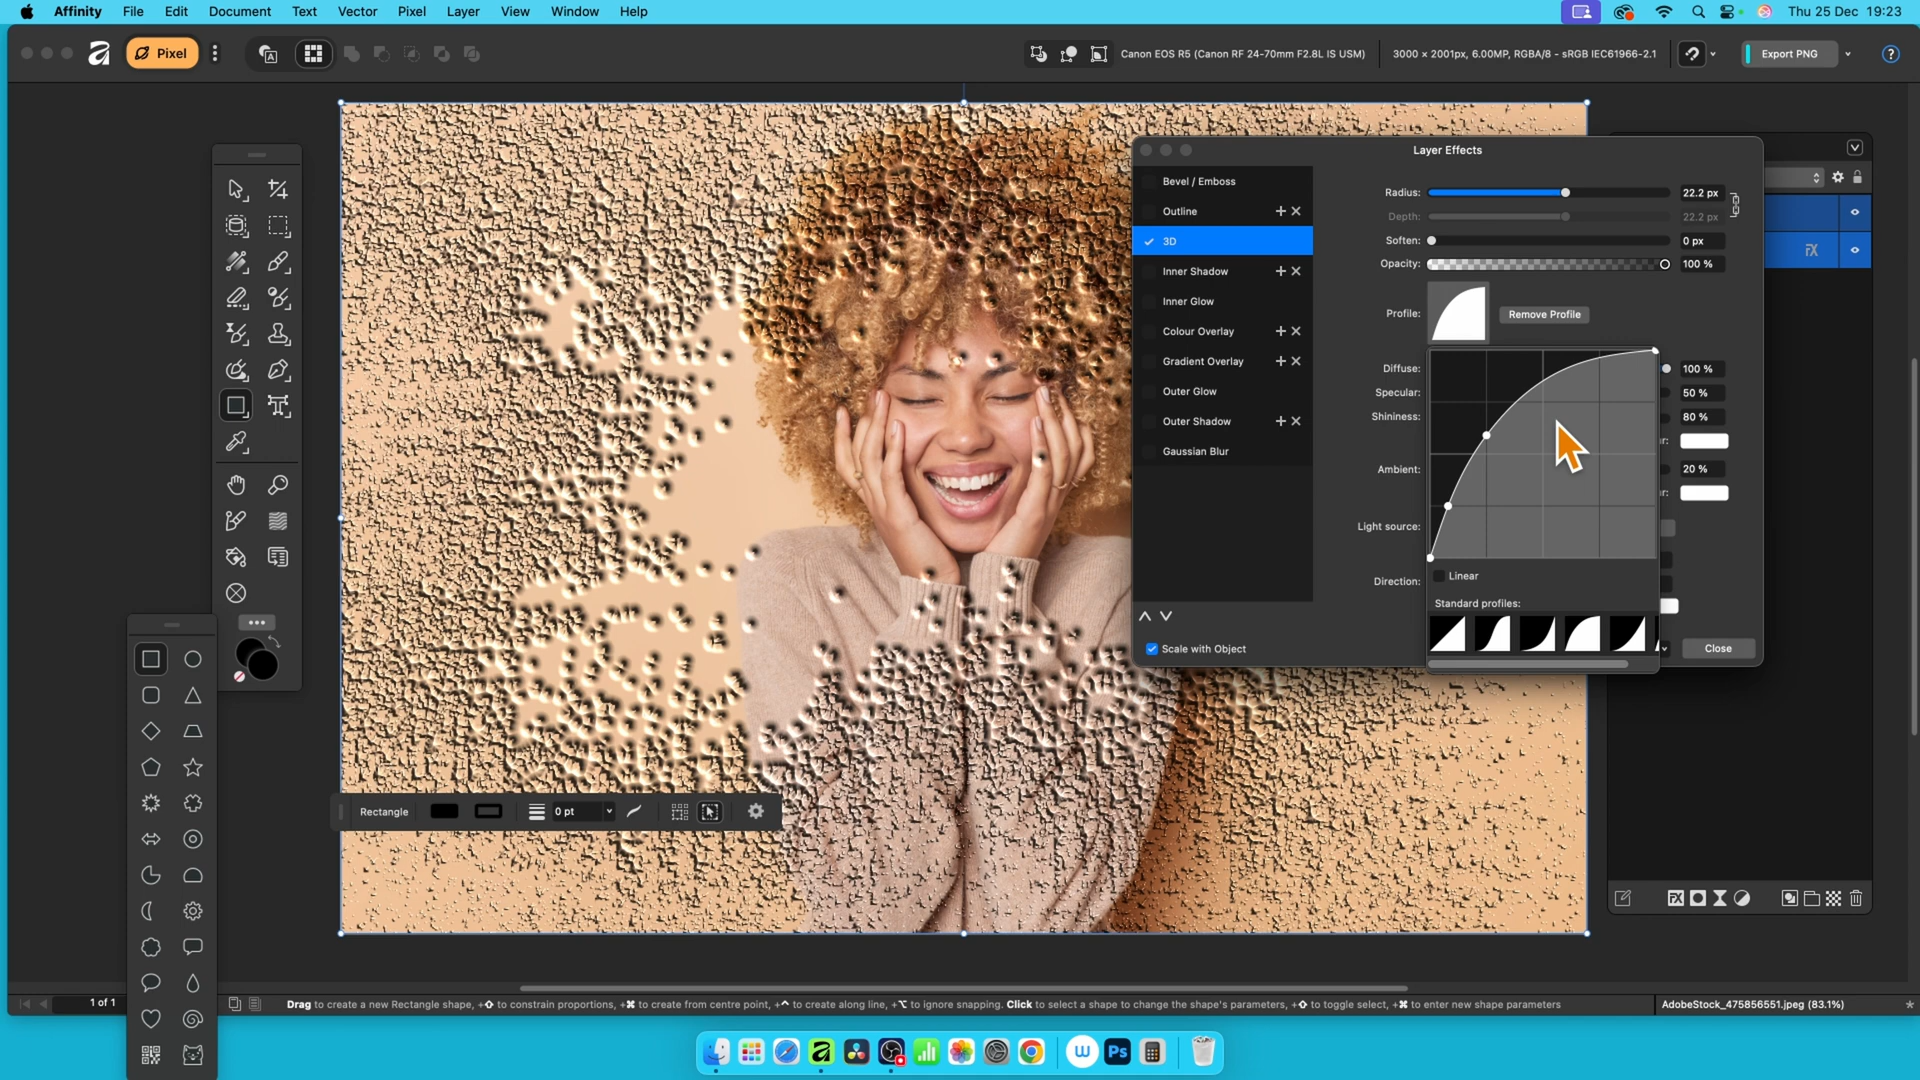 Affinity File Edit Document Text Vector Pixel Layer View Window Help Thu 25 Dec 19:23
Pixel Canon EOS R5 (Canon RF 24-70mm F2.8L IS USM) 3000 × 2001px, 6.00MP, RGBA/8 - sRGB IEC61966-2.1 Export PNG ?
Layer Effects
Bevel / Emboss
Outline
3D
Inner Shadow
Inner Glow
Colour Overlay
Gradient Overlay
Outer Glow
Outer Shadow
Gaussian Blur
Scale with Object
Radius: 22.2 px
Depth: 22.2 px
Soften: 0 px
Opacity: 100 %
Profile: Remove Profile
Diffuse: 100 %
Specular: 50 %
Shininess: 80 %
r:
Ambient: 20 %
r:
Light source:
Direction:
Linear
Standard profiles:
Close
FX
Rectangle 0 pt
FX
1 of 1 Drag to create a new Rectangle shape, +⇧ to constrain proportions, +⌘ to create from centre point, +⌃ to create along line, +⌥ to ignore snapping. Click to select a shape to change the shape's parameters, +⇧ to toggle select, +⌘ to enter new shape parameters AdobeStock_475856551.jpeg (83.1%)
W Ps